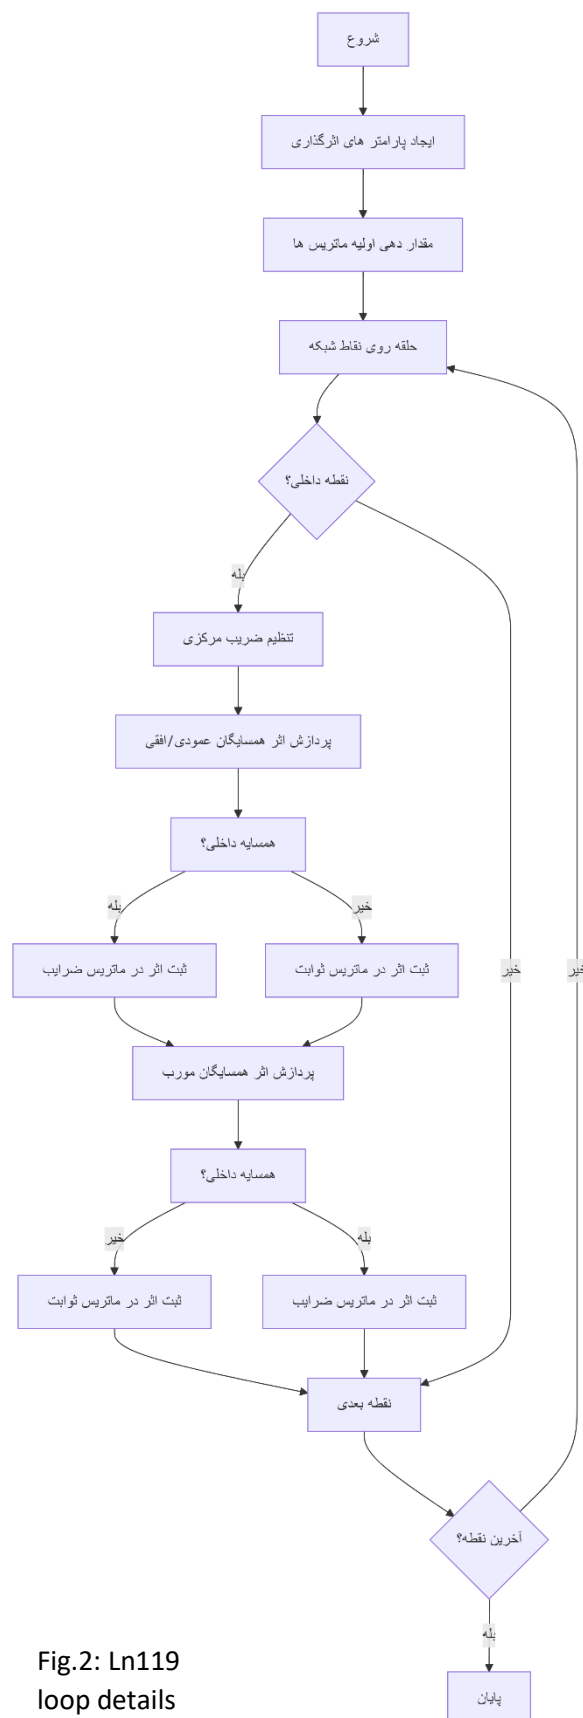 شروع
ایجاد پارامتر های اثرگذاری
مقدار دهی اولیه ماتریس ها
حلقه روی نقاط شبکه
نقطه داخلی؟
بله
تنظیم ضریب مرکزی
پردازش اثر همسایگان عمودی/افقی
همسایه داخلی؟
بله
خیر
ثبت اثر در ماتریس ضرایب
ثبت اثر در ماتریس ثوابت
خیر
خیر
پردازش اثر همسایگان مورب
همسایه داخلی؟
خیر
بله
ثبت اثر در ماتریس ثوابت
ثبت اثر در ماتریس ضرایب
نقطه بعدی
آخرین نقطه؟
بله
پایان
Fig.2: Ln119
loop details